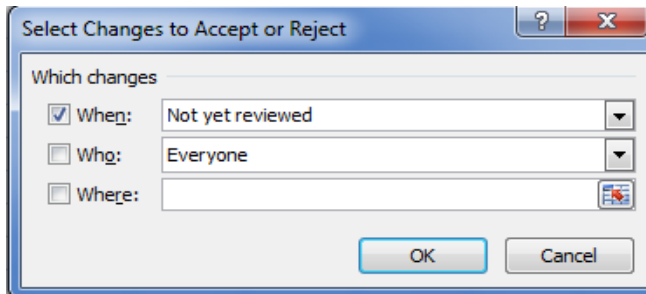 Select Changes to Accept or Reject
Which changes
When: Not yet reviewed
Who: Everyone
Where:
OK Cancel